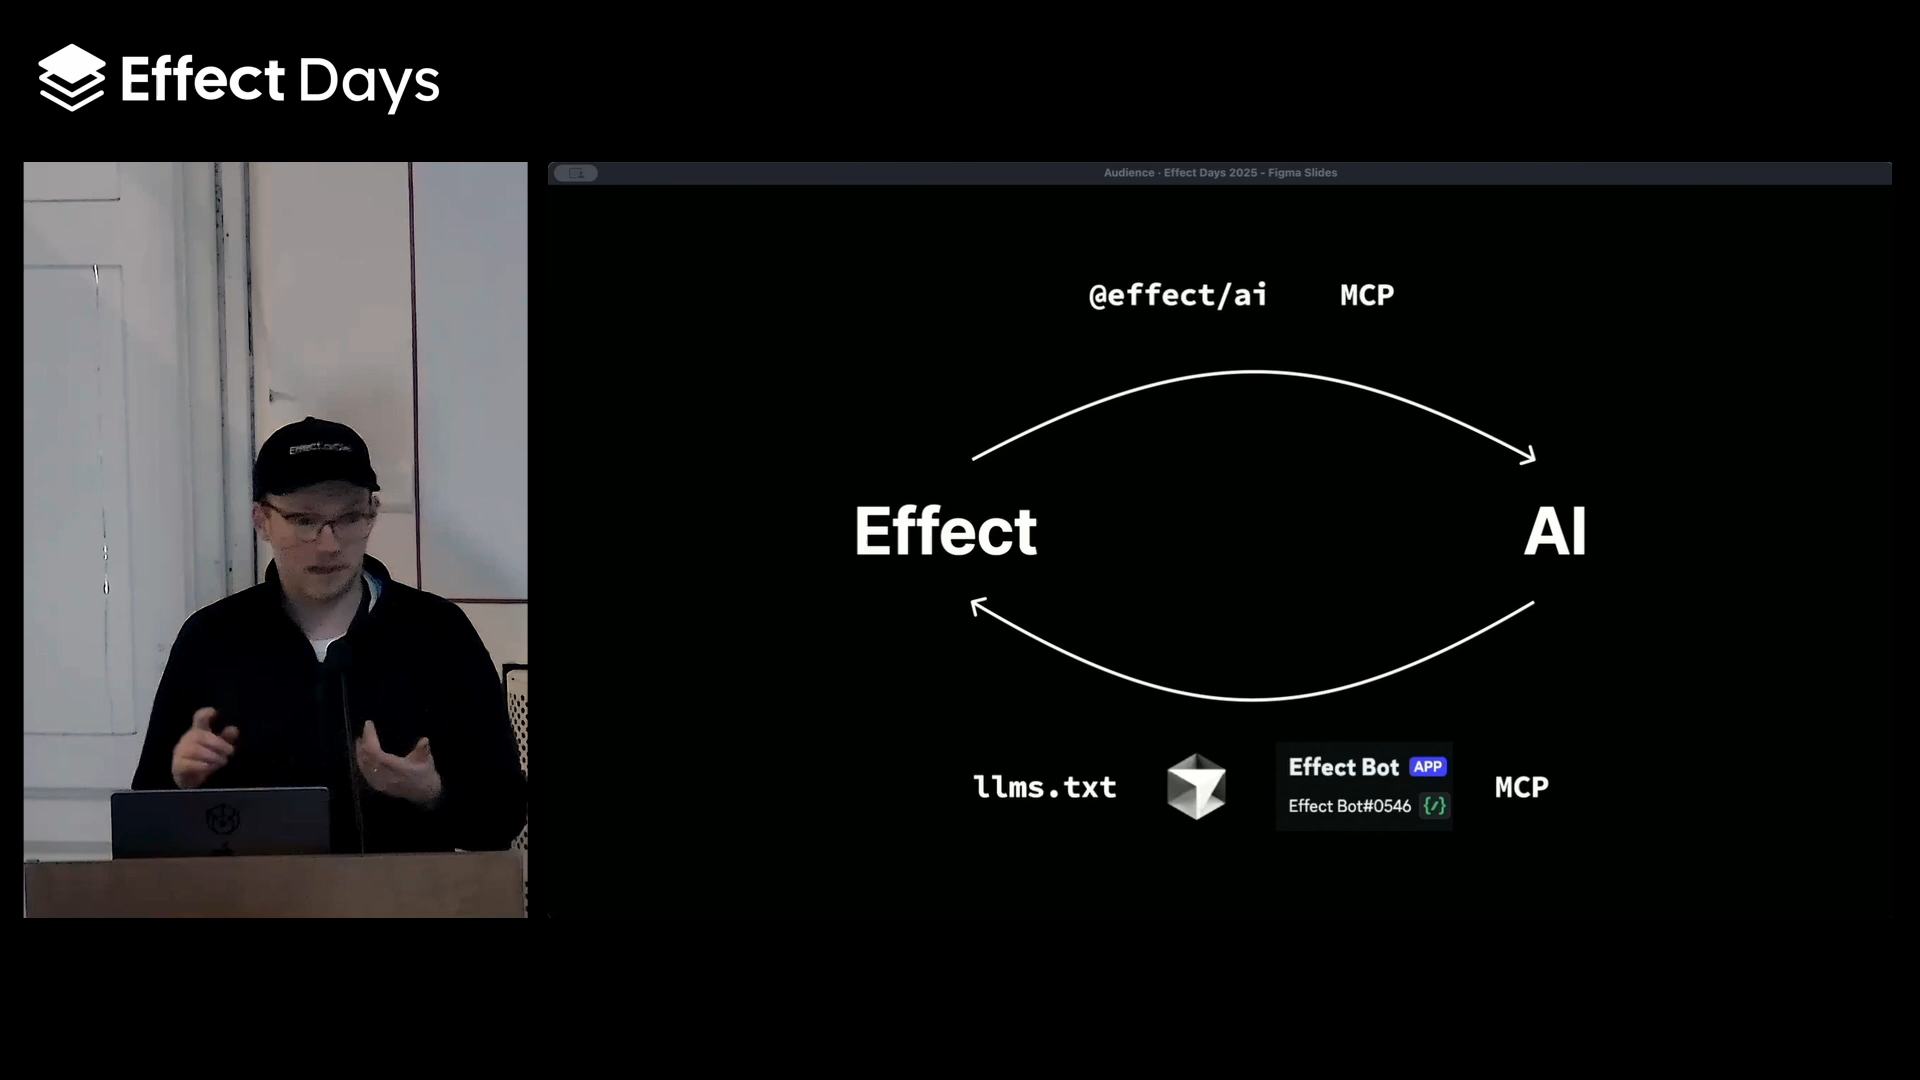 Effect Days
Audience · Effect Days 2025 – Figma Slides
@effect/ai MCP
Effect AI
llms.txt
Effect Bot APP
Effect Bot#0546
MCP